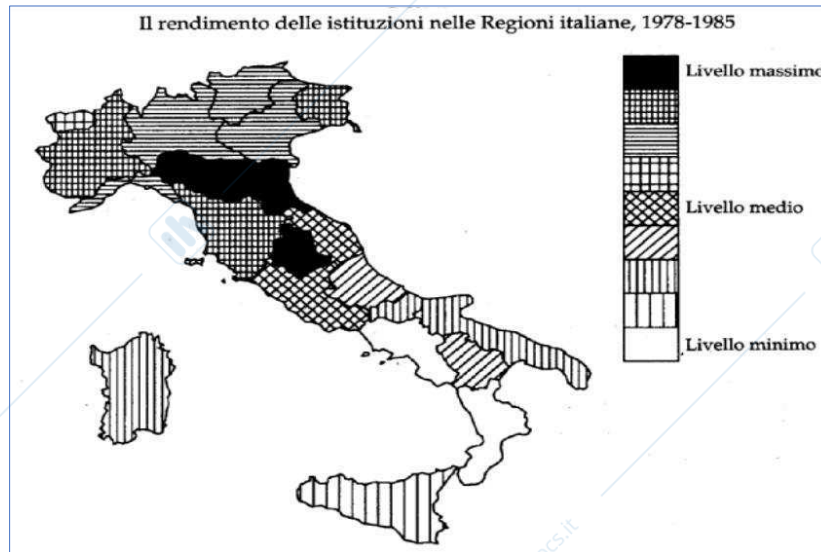 Il rendimento delle istituzioni nelle Regioni italiane, 1978-1985
Livello massimo
Livello medio
Livello minimo